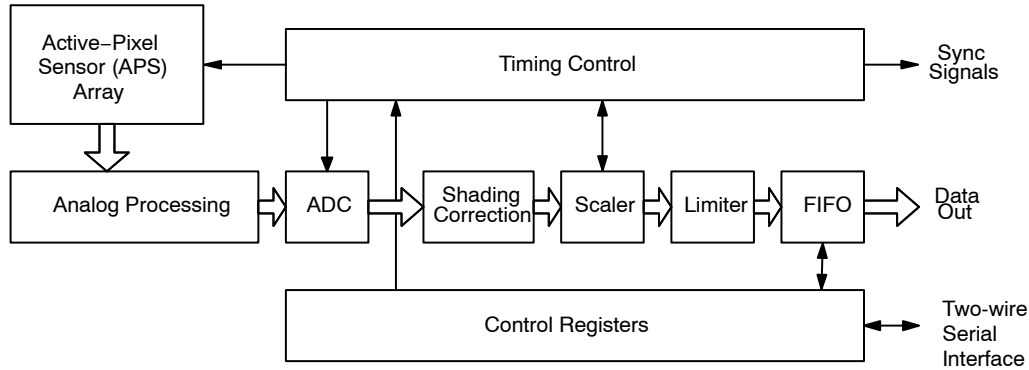 Active−Pixel
Sensor (APS)
Array
Timing Control
Sync
Signals
Analog Processing
ADC
Shading
Correction
Scaler
Limiter
FIFO
Data
Out
Control Registers
Two-wire
Serial
Interface